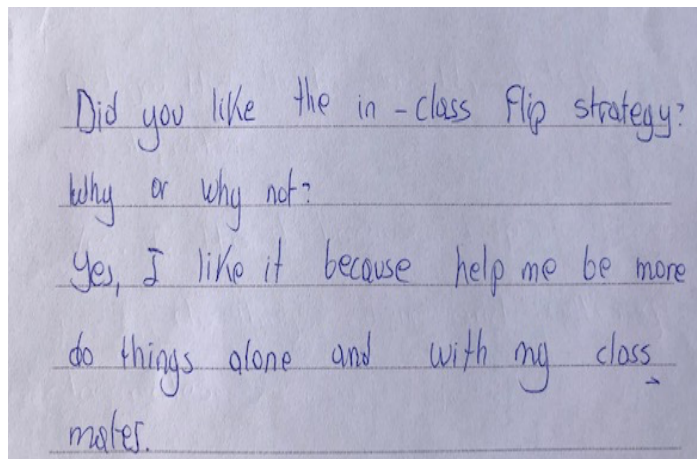 Did you like the in-class flip strategy?
Why or why not?
Yes, I like it because help me be more
do things alone and with my class
mates.